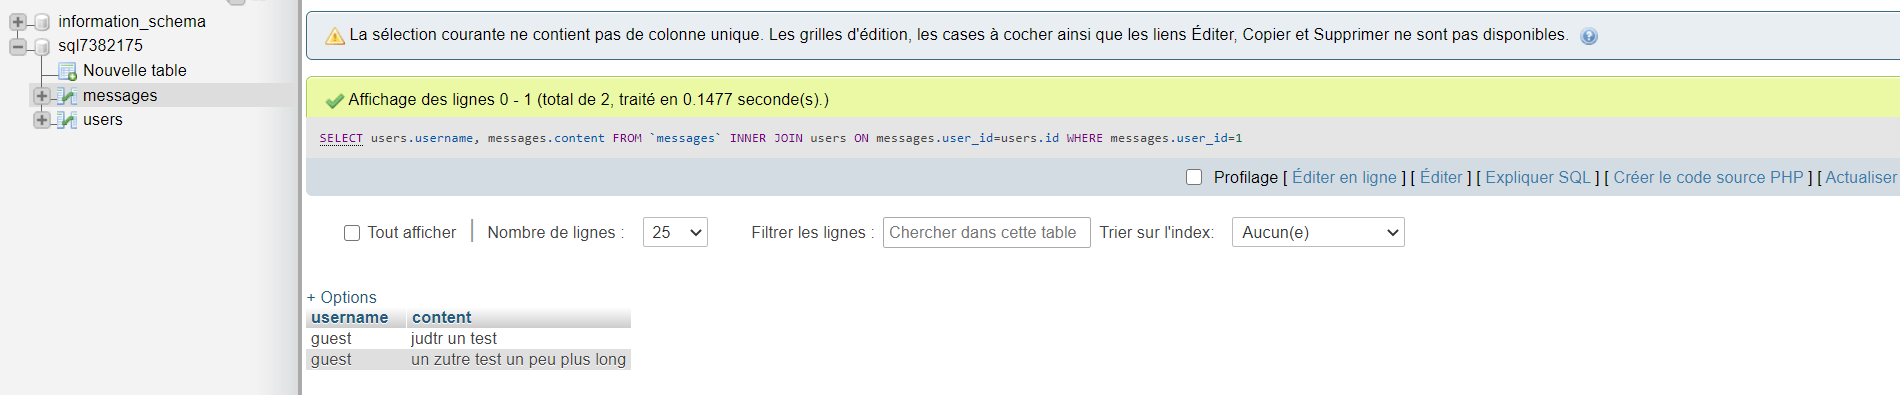 information_schema
sql7382175
Nouvelle table
messages
users
La sélection courante ne contient pas de colonne unique. Les grilles d'édition, les cases à cocher ainsi que les liens Éditer, Copier et Supprimer ne sont pas disponibles.
Affichage des lignes 0 - 1 (total de 2, traité en 0.1477 seconde(s).)
SELECT users.username, messages.content FROM `messages` INNER JOIN users ON messages.user_id=users.id WHERE messages.user_id=1
Profilage [ Éditer en ligne ] [ Éditer ] [ Expliquer SQL ] [ Créer le code source PHP ] [ Actualiser
Tout afficher | Nombre de lignes : 25 Filtrer les lignes : Chercher dans cette table Trier sur l'index: Aucun(e)
+ Options
username content
guest judtr un test
guest un zutre test un peu plus long